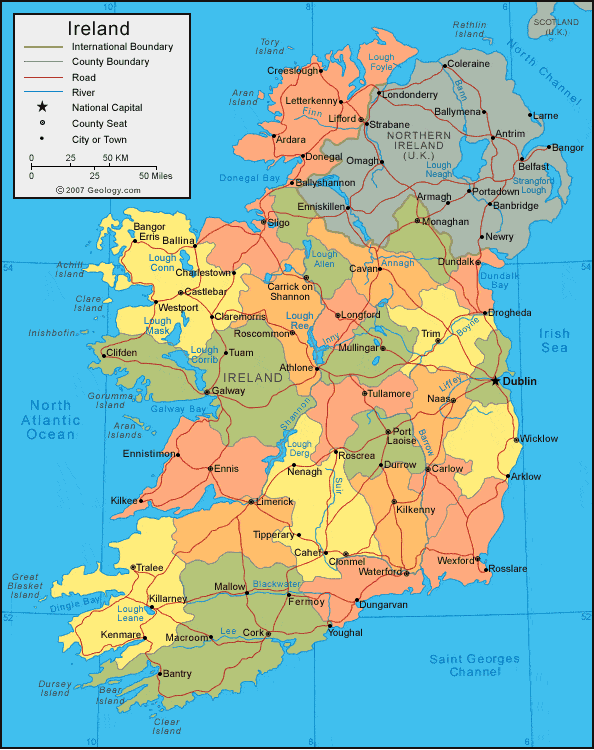 Ireland
International Boundary
County Boundary
Road
River
National Capital
County Seat
City or Town
0 25 50 KM
0 25 50 Miles
© 2007 Geology.com
10
8
6
SCOTLAND
(U.K.)
Rathlin
Island
North Channel
Tory
Island
Lough
Foyle
Coleraine
Creeslough
Aran
Island
Londonderry
Bann
Letterkenny
Finn
Lifford
Strabane
Ballymena
Larne
NORTHERN
IRELAND
(U.K.)
Antrim
Ardara
Bangor
Donegal
Omagh
Lough
Neagh
Belfast
Donegal Bay
Ballyshannon
Strangford
Lough
Portadown
Armagh
Banbridge
Enniskillen
Monaghan
Sligo
Newry
Bangor
Erris
Ballina
Lough
Conn
Lough
Allen
Annagh
Dundalk
54
54
Achill
Island
Charlestown
Cavan
Dundalk
Bay
Carrick on
Shannon
Castlebar
Clare
Island
Westport
Claremorris
Lough
Ree
Longford
Drogheda
Lough
Mask
Boyne
Inishbofin
Roscommon
Inny
Trim
Irish
Sea
Clifden
Lough
Corrib
Tuam
Mullingar
Athlone
IRELAND
Dublin
Liffey
Gorumna
Island
Galway
Tullamore
Naas
North
Atlantic
Ocean
Galway Bay
Shannon
Aran
Islands
Port
Laoise
Barrow
Wicklow
Ennistimon
Lough
Derg
Roscrea
Ennis
Nenagh
Durrow
Carlow
Arklow
Suir
Kilkee
Limerick
Kilkenny
Tipperary
Cahet
Clonmel
Wexford
Tralee
Waterford
Rosslare
Great
Blasket
Island
Mallow
Blackwater
Dingle Bay
Killarney
Fermoy
Dungarvan
Lough
Leane
52
52
Kenmare
Macroom
Lee
Cork
Youghal
Saint Georges
Channel
Bantry
Dursey
Island
Bear
Island
Clear
Island
10
8
6